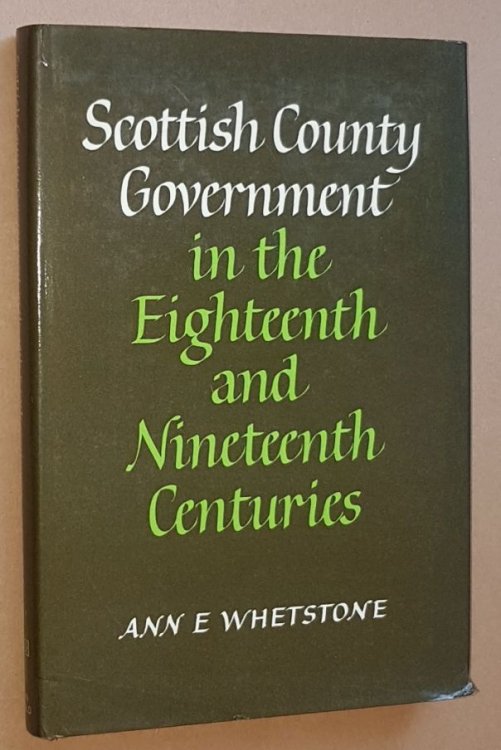 Scottish County
Government
in the
Eighteenth
and
Nineteenth
Centuries
ANN E WHETSTONE